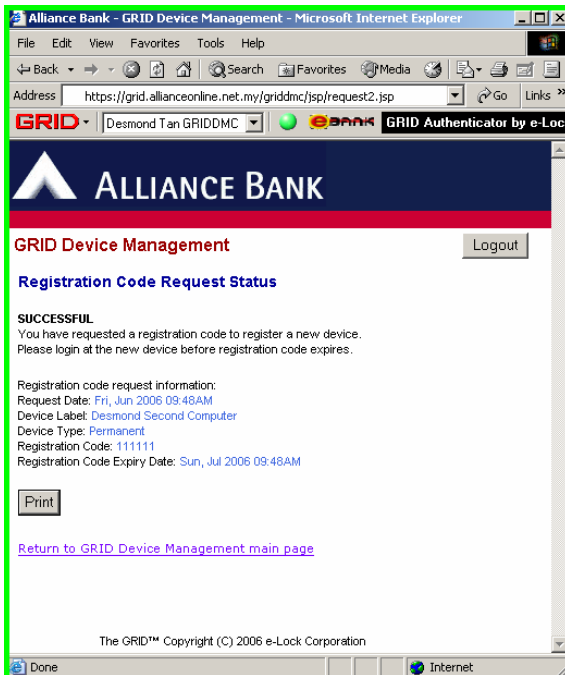 Alliance Bank - GRID Device Management - Microsoft Internet Explorer
File Edit View Favorites Tools Help
Back Search Favorites Media
Address https://grid.allianceonline.net.my/griddmc/jsp/request2.jsp Go Links »
GRID Desmond Tan GRIDDMC eBANK GRID Authenticator by e-Loc
ALLIANCE BANK
GRID Device Management Logout
Registration Code Request Status
SUCCESSFUL
You have requested a registration code to register a new device.
Please login at the new device before registration code expires.
Registration code request information:
Request Date: Fri, Jun 2006 09:48AM
Device Label: Desmond Second Computer
Device Type: Permanent
Registration Code: 111111
Registration Code Expiry Date: Sun, Jul 2006 09:48AM
Print
Return to GRID Device Management main page
The GRID™ Copyright (C) 2006 e-Lock Corporation
Done Internet